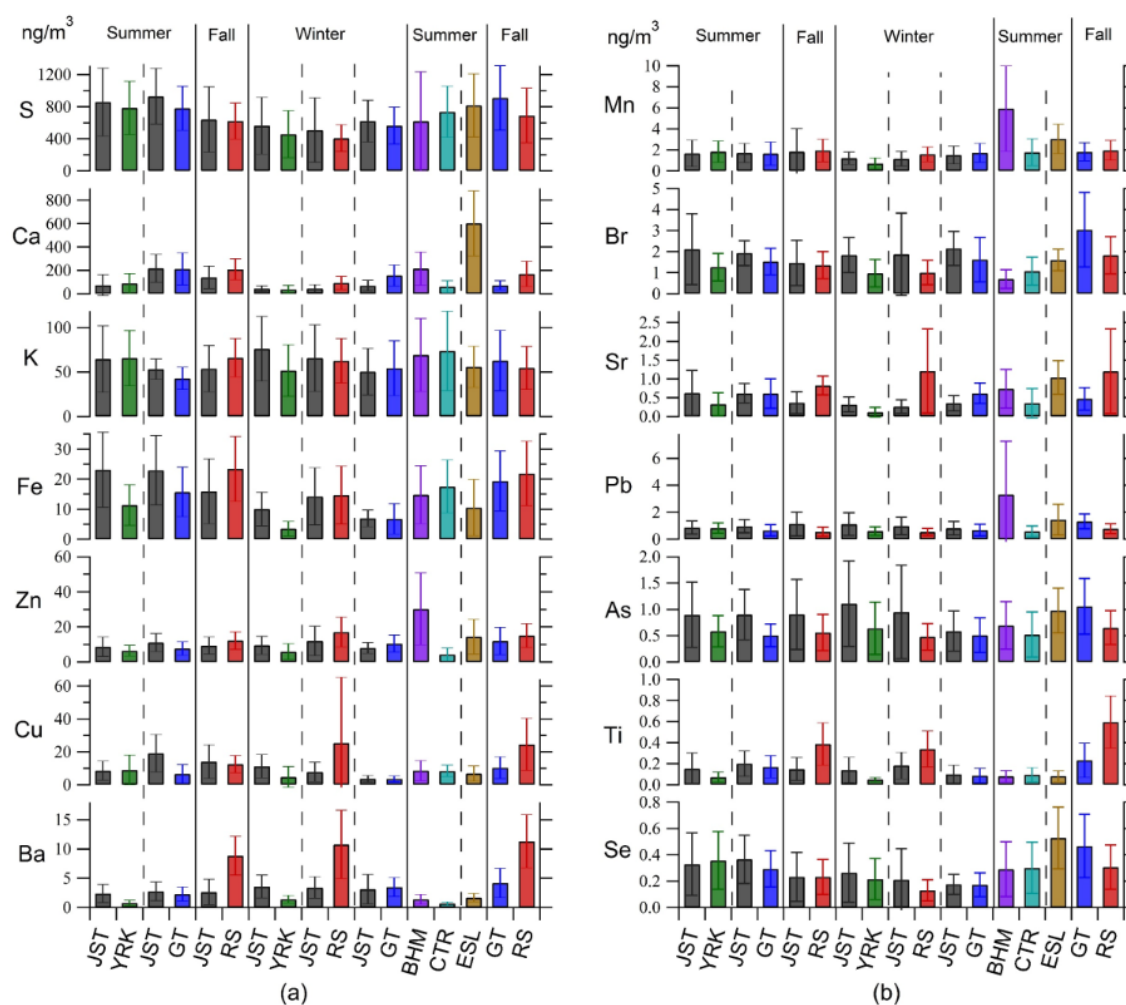 ng/m³ Summer Fall Winter Summer Fall
S 1200 800 400 0
Ca 800 600 400 200 0
K 100 50 0
Fe 30 20 10 0
Zn 60 40 20 0
Cu 60 40 20 0
Ba 15 10 5 0
JST YRK JST GT JST RS JST YRK JST RS JST GT BHM CTR ESL GT RS
(a)
ng/m³ Summer Fall Winter Summer Fall
Mn 10 8 6 4 2 0
Br 5 4 3 2 1 0
Sr 2.5 2.0 1.5 1.0 0.5 0.0
Pb 6 4 2 0
As 2.0 1.5 1.0 0.5 0.0
Ti 1.0 0.8 0.6 0.4 0.2 0.0
Se 0.8 0.6 0.4 0.2 0.0
JST YRK JST GT JST RS JST YRK JST RS JST GT BHM CTR ESL GT RS
(b)